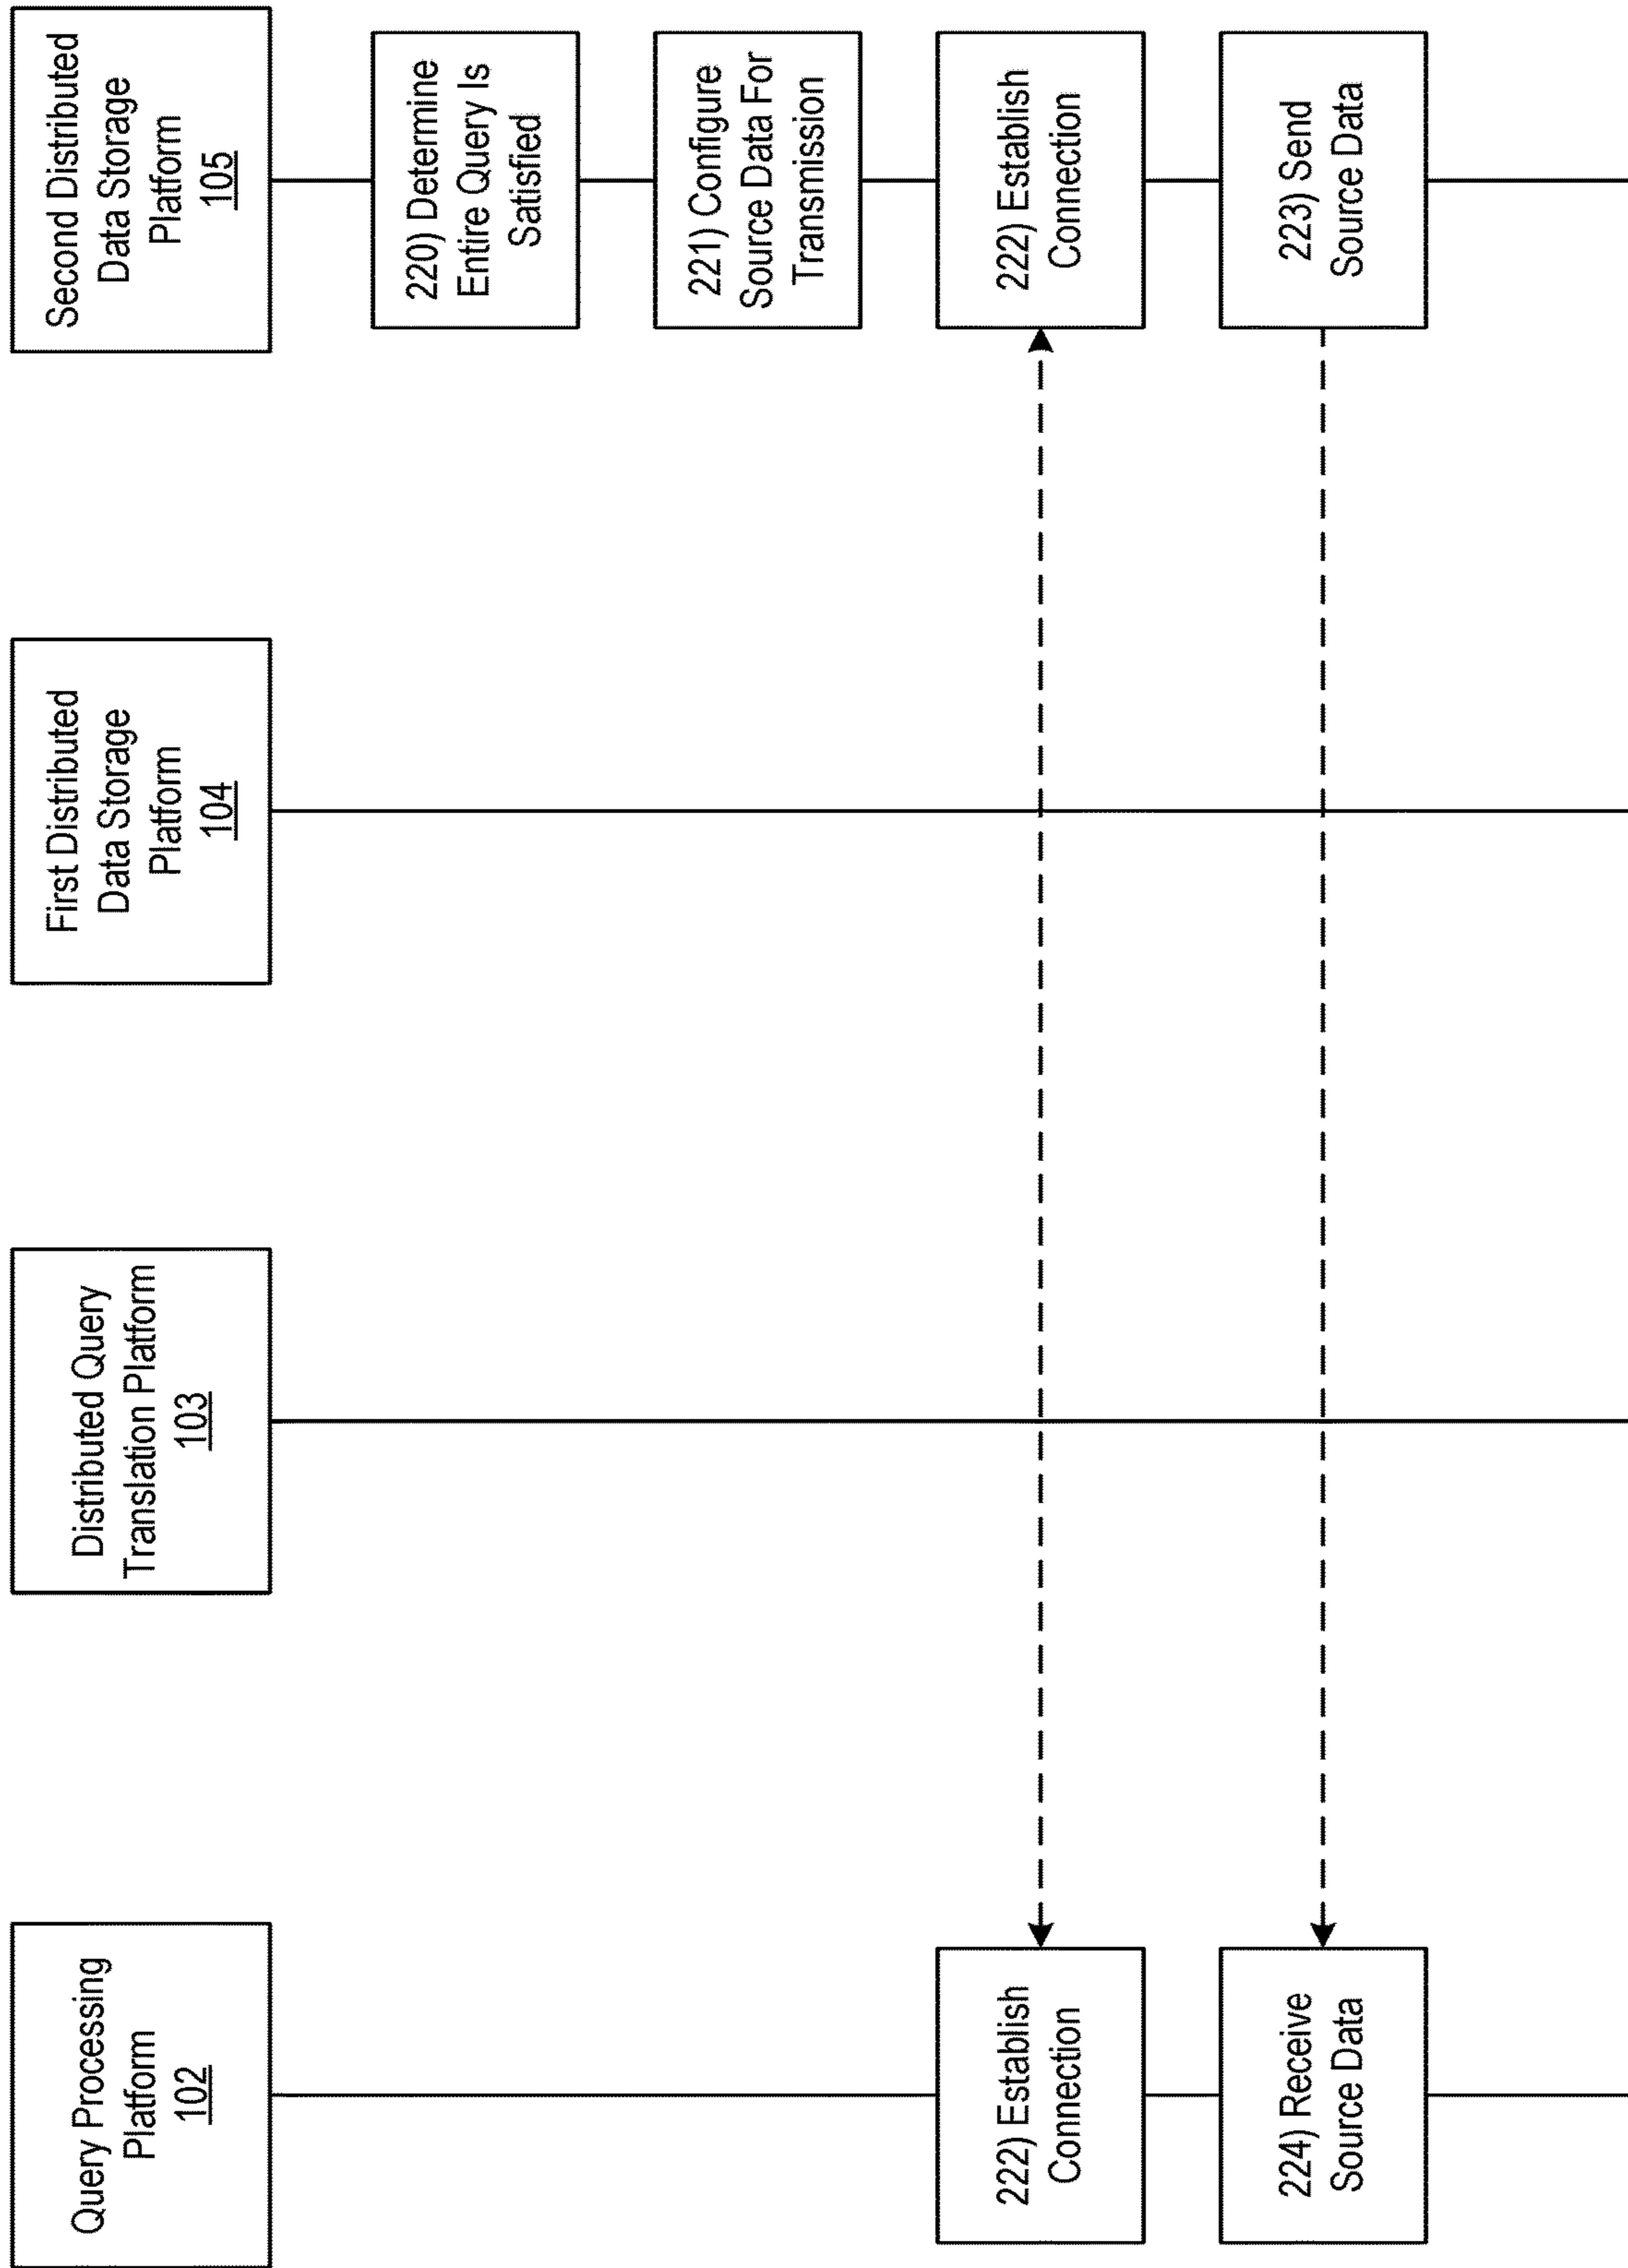 Query Processing
Platform
102
Distributed Query
Translation Platform
103
First Distributed
Data Storage
Platform
104
Second Distributed
Data Storage
Platform
105
220) Determine
Entire Query Is
Satisfied
221) Configure
Source Data For
Transmission
222) Establish
Connection
222) Establish
Connection
224) Receive
Source Data
223) Send
Source Data